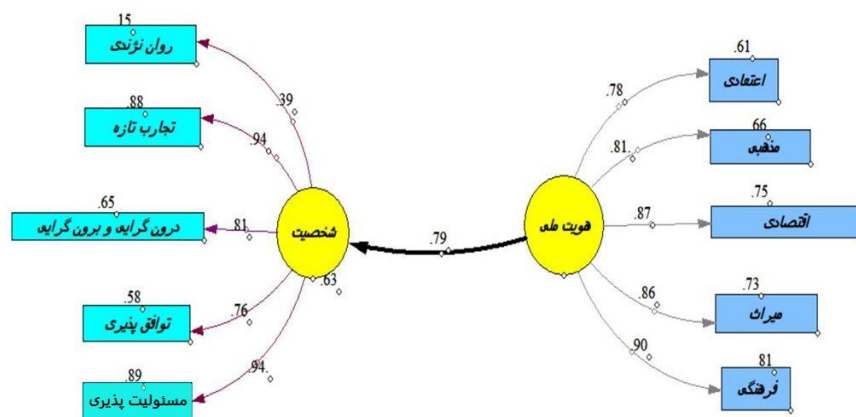 15
روان نژندی
.39
.88
تجارب تازه
.94
.65
درون گرایی و برون گرایی
.81
شخصیت
.63
.58
توافق پذیری
.76
.89
مسئولیت پذیری
.94
.79
هویت ملی
.61
اعتمادی
.78
66
مذهبی
.81
.75
اقتصادی
.87
.73
میراث
.86
81
فرهنگی
.90